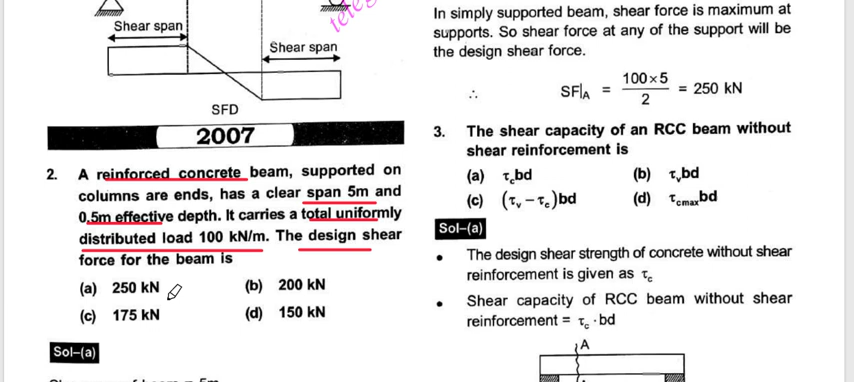 Shear span
Shear span
SFD
2007
2. A reinforced concrete beam, supported on
columns are ends, has a clear span 5m and
0.5m effective depth. It carries a total uniformly
distributed load 100 kN/m. The design shear
force for the beam is
(a) 250 kN (b) 200 kN
(c) 175 kN (d) 150 kN
Sol–(a)
In simply supported beam, shear force is maximum at
supports. So shear force at any of the support will be
the design shear force.
∴ SF|A = 100×5/2 = 250 kN
3. The shear capacity of an RCC beam without
shear reinforcement is
(a) τcbd (b) τvbd
(c) (τv – τc)bd (d) τcmaxbd
Sol–(a)
• The design shear strength of concrete without shear
reinforcement is given as τc
• Shear capacity of RCC beam without shear
reinforcement = τc · bd
A